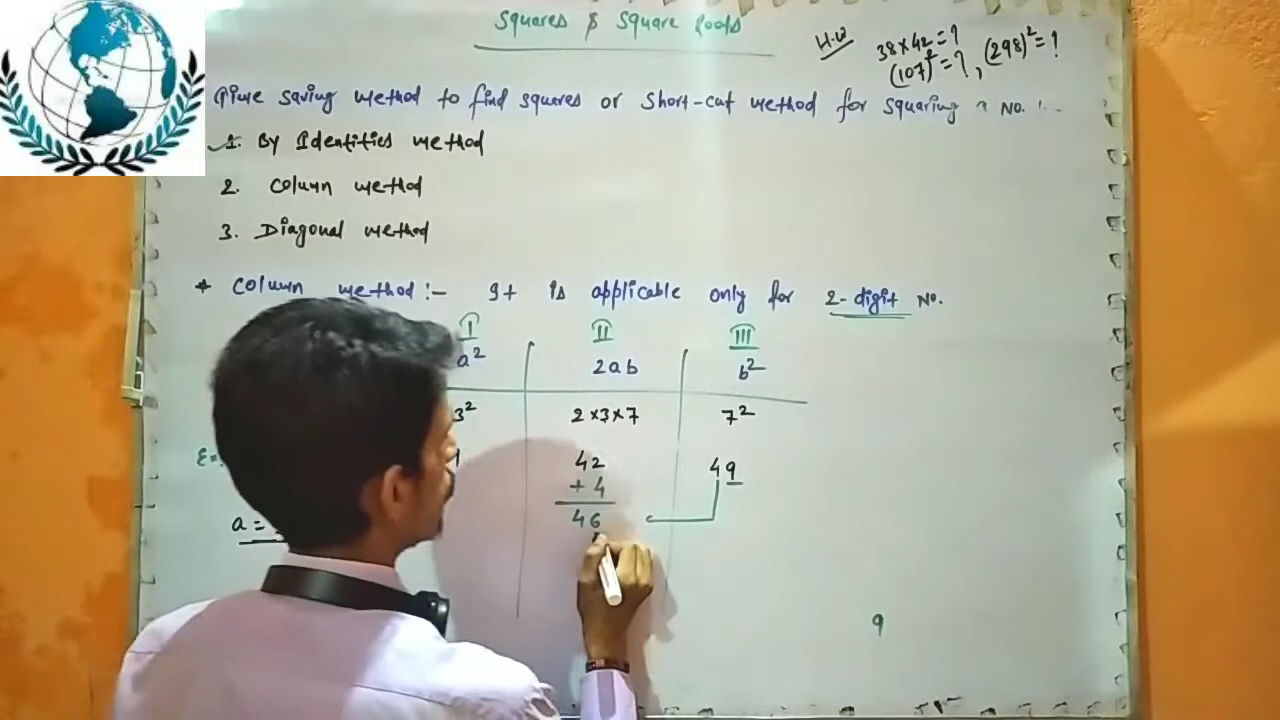 Squares & Square Roots
H.W 38×42=?
(107)²=?, (298)²=?
Time saving method to find squares or short-cut method for squaring a No. :-
1. By Identities method
2. Column method
3. Diagonal method
* Column method :- It is applicable only for 2-digit No.
I II III
a² 2ab b²
3² 2×3×7 7²
42 49
+4
46
a =
9